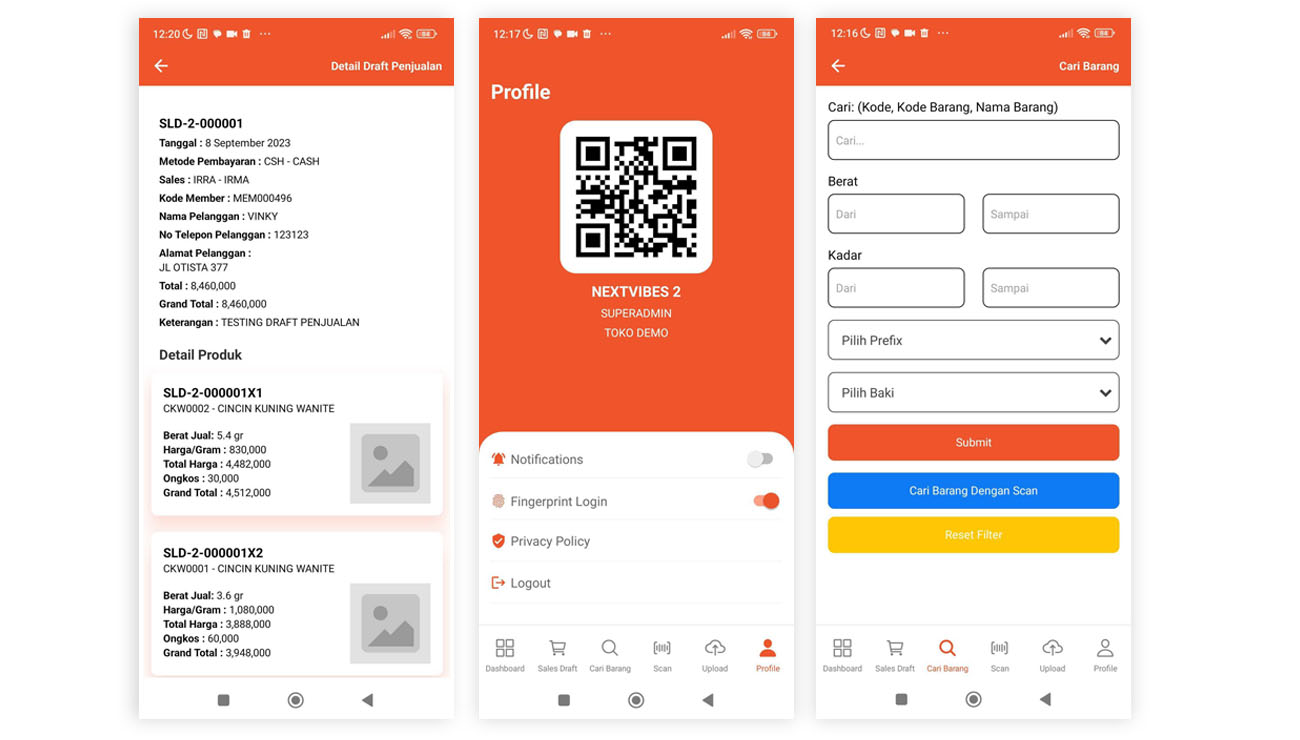 12:20
Detail Draft Penjualan
SLD-2-000001
Tanggal : 8 September 2023
Metode Pembayaran : CSH - CASH
Sales : IRRA - IRMA
Kode Member : MEM000496
Nama Pelanggan : VINKY
No Telepon Pelanggan : 123123
Alamat Pelanggan :
JL OTISTA 377
Total : 8,460,000
Grand Total : 8,460,000
Keterangan : TESTING DRAFT PENJUALAN
Detail Produk
SLD-2-000001X1
CKW0002 - CINCIN KUNING WANITE
Berat Jual: 5.4 gr
Harga/Gram : 830,000
Total Harga : 4,482,000
Ongkos : 30,000
Grand Total : 4,512,000
SLD-2-000001X2
CKW0001 - CINCIN KUNING WANITE
Berat Jual: 3.6 gr
Harga/Gram : 1,080,000
Total Harga : 3,888,000
Ongkos : 60,000
Grand Total : 3,948,000
12:17
Profile
NEXTVIBES 2
SUPERADMIN
TOKO DEMO
Notifications
Fingerprint Login
Privacy Policy
Logout
Dashboard Sales Draft Cari Barang Scan Upload Profile
12:16
Cari Barang
Cari: (Kode, Kode Barang, Nama Barang)
Cari...
Berat
Dari Sampai
Kadar
Dari Sampai
Pilih Prefix
Pilih Baki
Submit
Cari Barang Dengan Scan
Reset Filter
Dashboard Sales Draft Cari Barang Scan Upload Profile